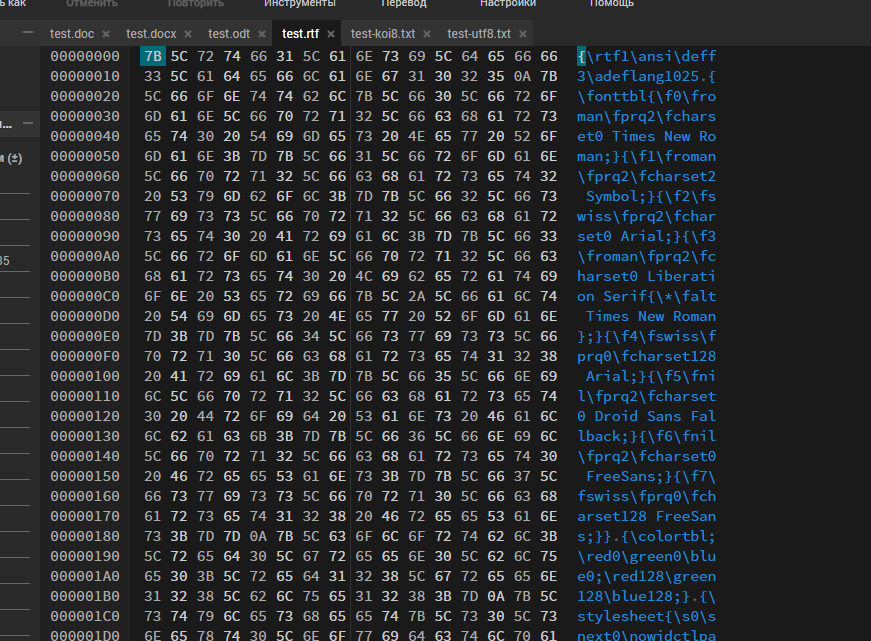 ь как Отменить Повторить Инструменты Перевод Настройки Помощь
test.doc × test.docx × test.odt × test.rtf × test-koi8.txt × test-utf8.txt ×
00000000 7B 5C 72 74 66 31 5C 61 6E 73 69 5C 64 65 66 66 {\rtf1\ansi\deff
00000010 33 5C 61 64 65 66 6C 61 6E 67 31 30 32 35 0A 7B 3\adeflang1025.{
00000020 5C 66 6F 6E 74 74 62 6C 7B 5C 66 30 5C 66 72 6F \fonttbl{\f0\fro
00000030 6D 61 6E 5C 66 70 72 71 32 5C 66 63 68 61 72 73 man\fprq2\fchars
00000040 65 74 30 20 54 69 6D 65 73 20 4E 65 77 20 52 6F et0 Times New Ro
00000050 6D 61 6E 3B 7D 7B 5C 66 31 5C 66 72 6F 6D 61 6E man;}{\f1\roman
00000060 5C 66 70 72 71 32 5C 66 63 68 61 72 73 65 74 32 \fprq2\fcharset2
00000070 20 53 79 6D 62 6F 6C 3B 7D 7B 5C 66 32 5C 66 73 Symbol;}{\f2\fs
00000080 77 69 73 73 5C 66 70 72 71 32 5C 66 63 68 61 72 wiss\fprq2\fchar
00000090 73 65 74 30 20 41 72 69 61 6C 3B 7D 7B 5C 66 33 set0 Arial;}{\f3
000000A0 5C 66 72 6F 6D 61 6E 5C 66 70 72 71 32 5C 66 63 \froman\fprq2\fc
000000B0 68 61 72 73 65 74 30 20 4C 69 62 65 72 61 74 69 harset0 Liberati
000000C0 6F 6E 20 53 65 72 69 66 7B 5C 2A 5C 66 61 6C 74 on Serif{\*\falt
000000D0 20 54 69 6D 65 73 20 4E 65 77 20 52 6F 6D 61 6E Times New Roman
000000E0 7D 3B 7D 7B 5C 66 34 5C 66 73 77 69 73 73 5C 66 };}{\f4\fswiss\f
000000F0 70 72 71 30 5C 66 63 68 61 72 73 65 74 31 32 38 prq0\fcharset128
00000100 20 41 72 69 61 6C 3B 7D 7B 5C 66 35 5C 66 6E 69 Arial;}{\f5\fni
00000110 6C 5C 66 70 72 71 32 5C 66 63 68 61 72 73 65 74 l\fprq2\fcharset
00000120 30 20 44 72 6F 69 64 20 53 61 6E 73 20 46 61 6C 0 Droid Sans Fal
00000130 6C 62 61 63 6B 3B 7D 7B 5C 66 36 5C 66 6E 69 6C lback;}{\f6\fnil
00000140 5C 66 70 72 71 32 5C 66 63 68 61 72 73 65 74 30 \fprq2\fcharset0
00000150 20 46 72 65 65 53 61 6E 73 3B 7D 7B 5C 66 37 5C FreeSans;}{\f7\
00000160 66 73 77 69 73 73 5C 66 70 72 71 30 5C 66 63 68 fswiss\fprq0\fch
00000170 61 72 73 65 74 31 32 38 20 46 72 65 65 53 61 6E arset128 FreeSan
00000180 73 3B 7D 7D 0A 7B 5C 63 6F 6C 6F 72 74 62 6C 3B s;}}.{\colortbl;
00000190 5C 72 65 64 30 5C 67 72 65 65 6E 30 5C 62 6C 75 \red0\green0\blu
000001A0 65 30 3B 5C 72 65 64 31 32 38 5C 67 72 65 65 6E e0;\red128\green
000001B0 31 32 38 5C 62 6C 75 65 31 32 38 3B 7D 0A 7B 5C 128\blue128;}.{\
000001C0 73 74 79 6C 65 73 68 65 65 74 7B 5C 73 30 5C 73 stylesheet{\s0\s
000001D0 6E 65 78 74 30 5C 6E 6F 77 69 64 63 74 6C 70 61 next0\nowidctlpa
...
м (±)
35